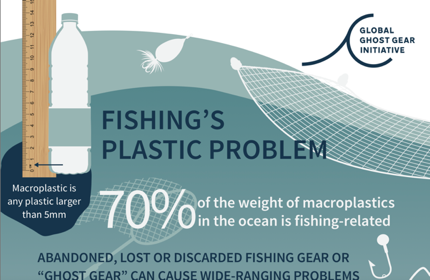 GLOBAL
GHOST GEAR
INITIATIVE
FISHING'S
PLASTIC PROBLEM
Macroplastic is
any plastic larger
than 5mm
70% of the weight of macroplastics
in the ocean is fishing-related
ABANDONED, LOST OR DISCARDED FISHING GEAR OR
“GHOST GEAR” CAN CAUSE WIDE-RANGING PROBLEMS